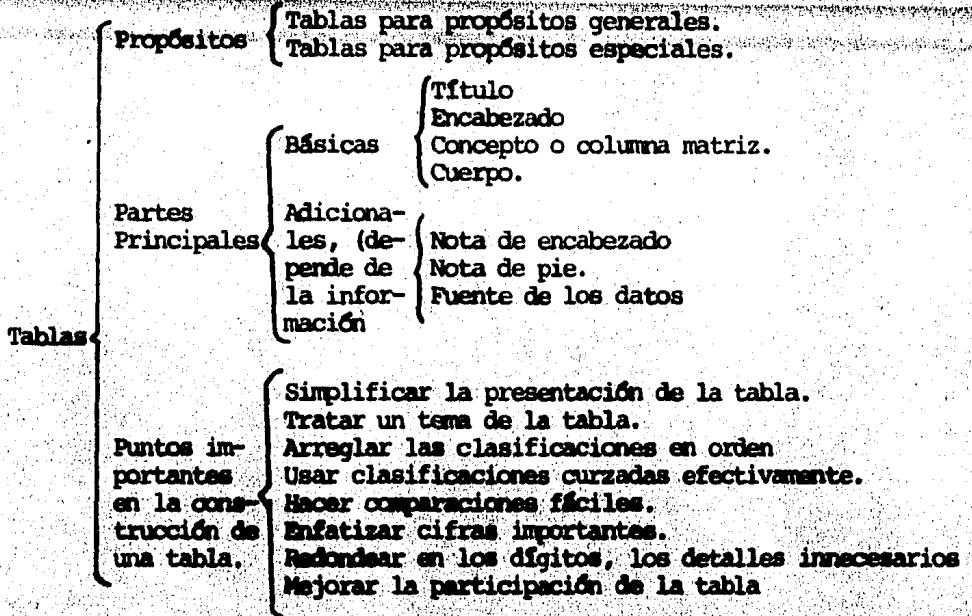 Propósitos
Tablas para propósitos generales.
Tablas para propósitos especiales.
Título
Encabezado
Básicas
Concepto o columna matriz.
Cuerpo.
Partes
Principales
Adiciona-
les, (de-
pende de
la infor-
mación
Nota de encabezado
Nota de pie.
Fuente de los datos
Tablas
Puntos im-
portantes
en la cons-
trucción de
una tabla.
Simplificar la presentación de la tabla.
Tratar un tema de la tabla.
Arreglar las clasificaciones en orden
Usar clasificaciones curzadas efectivamente.
Hacer comparaciones fáciles.
Enfatizar cifras importantes.
Redondear en los dígitos, los detalles innecesarios
Mejorar la participación de la tabla